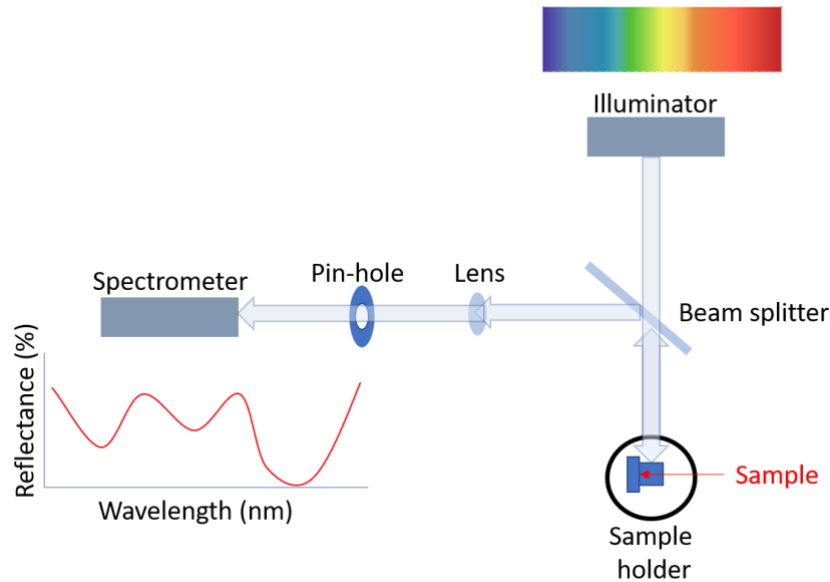 Illuminator
Spectrometer
Pin-hole
Lens
Beam splitter
Reflectance (%)
Wavelength (nm)
Sample
Sample
holder